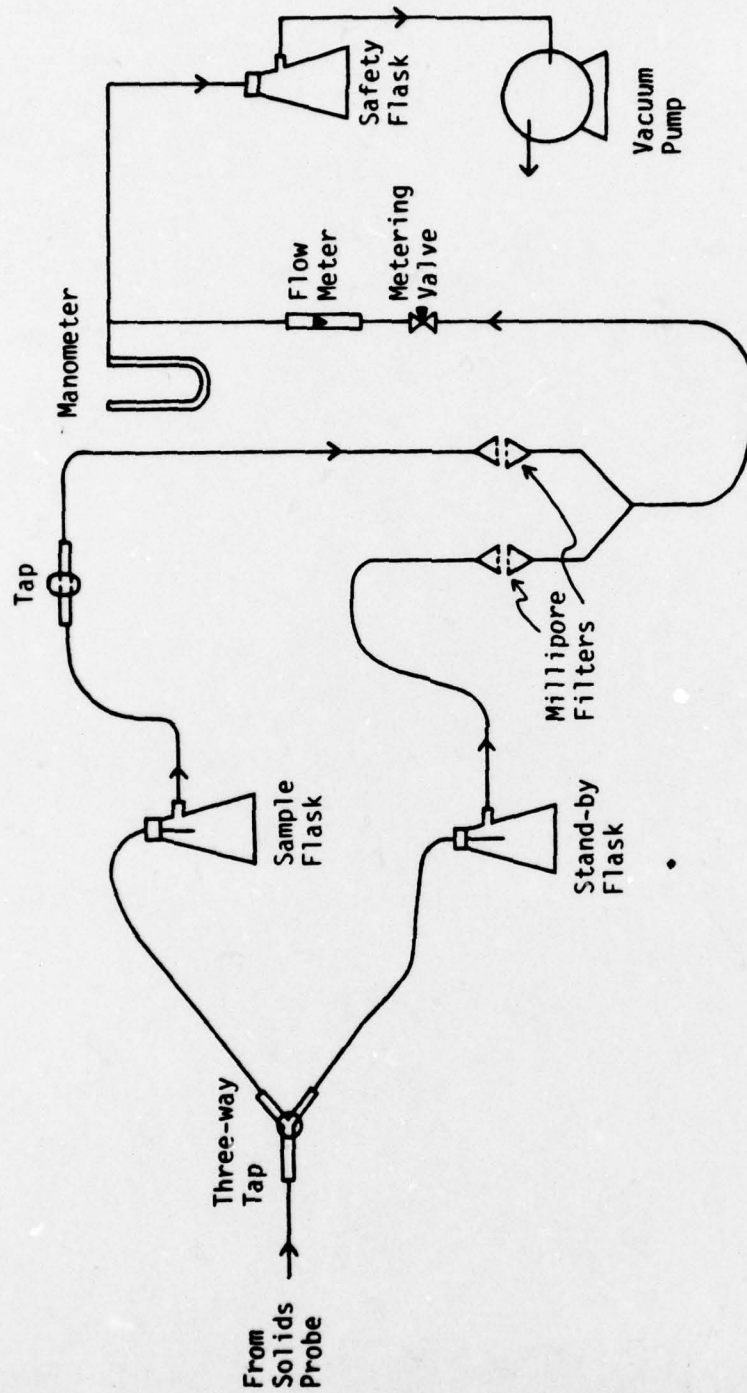 From
Solids
Probe
Three-way
Tap
Sample
Flask
Stand-by
Flask
Tap
Millipore
Filters
Manometer
Flow
Meter
Metering
Valve
Safety
Flask
Vacuum
Pump